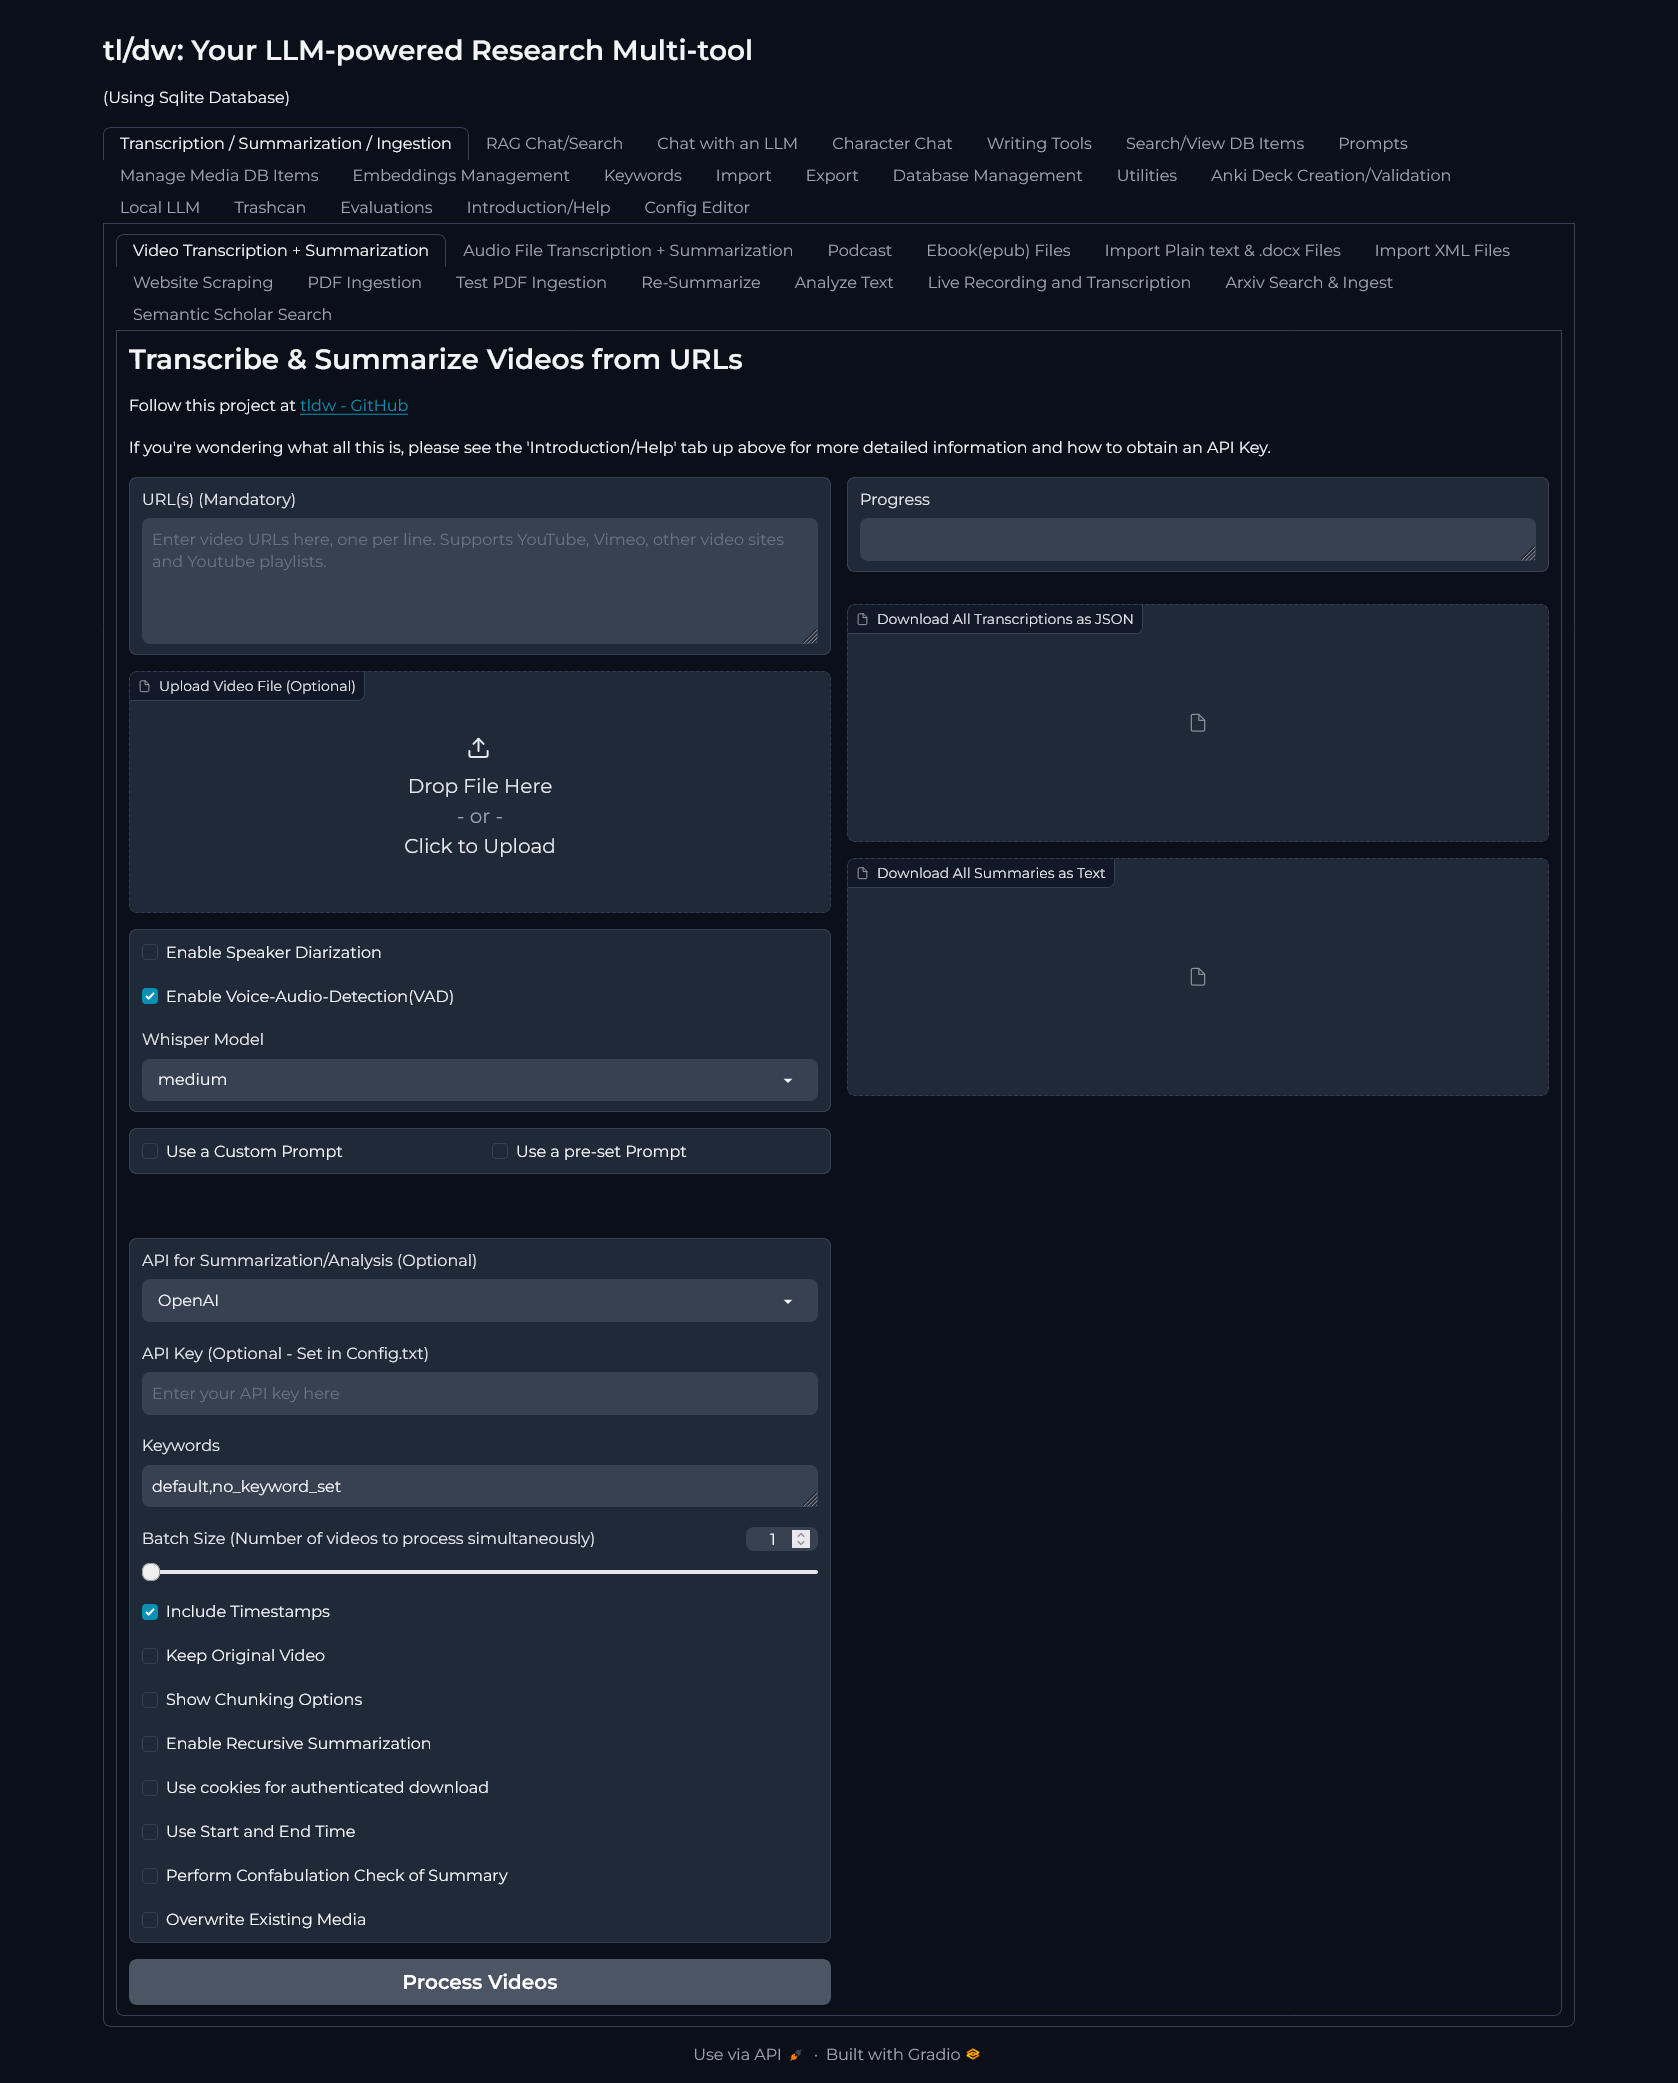 tl/dw: Your LLM-powered Research Multi-tool
(Using Sqlite Database)
Transcription / Summarization / Ingestion RAG Chat/Search Chat with an LLM Character Chat Writing Tools Search/View DB Items Prompts
Manage Media DB Items Embeddings Management Keywords Import Export Database Management Utilities Anki Deck Creation/Validation
Local LLM Trashcan Evaluations Introduction/Help Config Editor
Video Transcription + Summarization Audio File Transcription + Summarization Podcast Ebook(epub) Files Import Plain text & .docx Files Import XML Files
Website Scraping PDF Ingestion Test PDF Ingestion Re-Summarize Analyze Text Live Recording and Transcription Arxiv Search & Ingest
Semantic Scholar Search
Transcribe & Summarize Videos from URLs
Follow this project at tldw - GitHub
If you're wondering what all this is, please see the 'Introduction/Help' tab up above for more detailed information and how to obtain an API Key.
URL(s) (Mandatory)
Enter video URLs here, one per line. Supports YouTube, Vimeo, other video sites
and Youtube playlists.
Upload Video File (Optional)
Drop File Here
- or -
Click to Upload
Enable Speaker Diarization
Enable Voice-Audio-Detection(VAD)
Whisper Model
medium
Use a Custom Prompt Use a pre-set Prompt
API for Summarization/Analysis (Optional)
OpenAI
API Key (Optional - Set in Config.txt)
Enter your API key here
Keywords
default,no_keyword_set
Batch Size (Number of videos to process simultaneously) 1
Include Timestamps
Keep Original Video
Show Chunking Options
Enable Recursive Summarization
Use cookies for authenticated download
Use Start and End Time
Perform Confabulation Check of Summary
Overwrite Existing Media
Process Videos
Progress
Download All Transcriptions as JSON
Download All Summaries as Text
Use via API · Built with Gradio